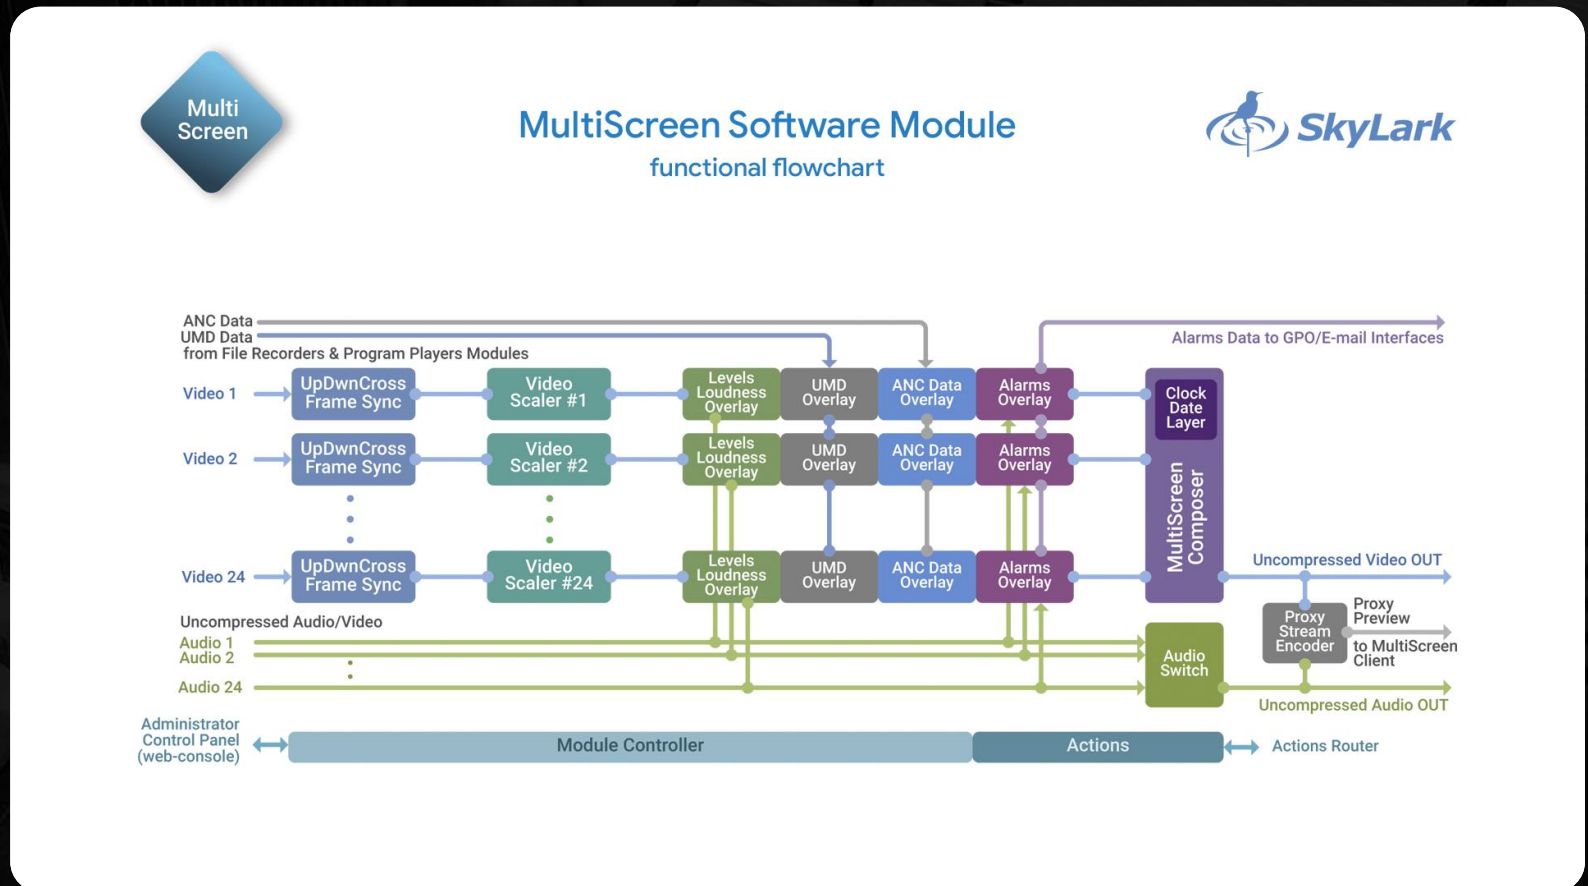 Multi
Screen
MultiScreen Software Module
functional flowchart
SkyLark
ANC Data
UMD Data
from File Recorders & Program Players Modules
Alarms Data to GPO/E-mail Interfaces
Video 1
UpDwnCross
Frame Sync
Video
Scaler #1
Levels
Loudness
Overlay
UMD
Overlay
ANC Data
Overlay
Alarms
Overlay
Clock
Date
Layer
Video 2
UpDwnCross
Frame Sync
Video
Scaler #2
Levels
Loudness
Overlay
UMD
Overlay
ANC Data
Overlay
Alarms
Overlay
MultiScreen
Composer
Video 24
UpDwnCross
Frame Sync
Video
Scaler #24
Levels
Loudness
Overlay
UMD
Overlay
ANC Data
Overlay
Alarms
Overlay
Uncompressed Video OUT
Proxy
Stream
Encoder
Proxy
Preview
to MultiScreen
Client
Uncompressed Audio/Video
Audio 1
Audio 2
Audio 24
Audio
Switch
Uncompressed Audio OUT
Administrator
Control Panel
(web-console)
Module Controller
Actions
Actions Router